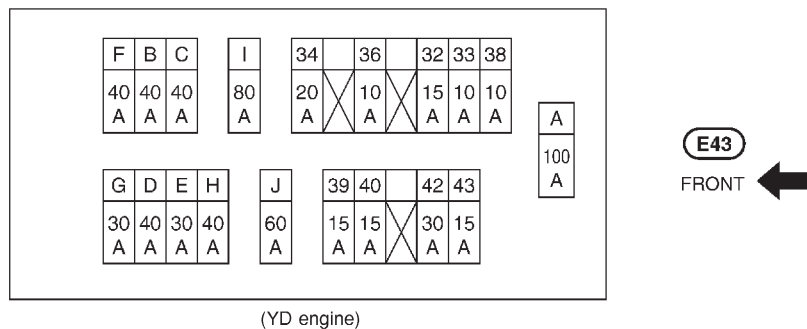 F B C I 34 36 32 33 38
40 40 40 80 20 10 15 10 10
A A A A A A A A A
A
100
A
E43
FRONT
G D E H J 39 40 42 43
30 40 30 40 60 15 15 30 15
A A A A A A A A A
(YD engine)